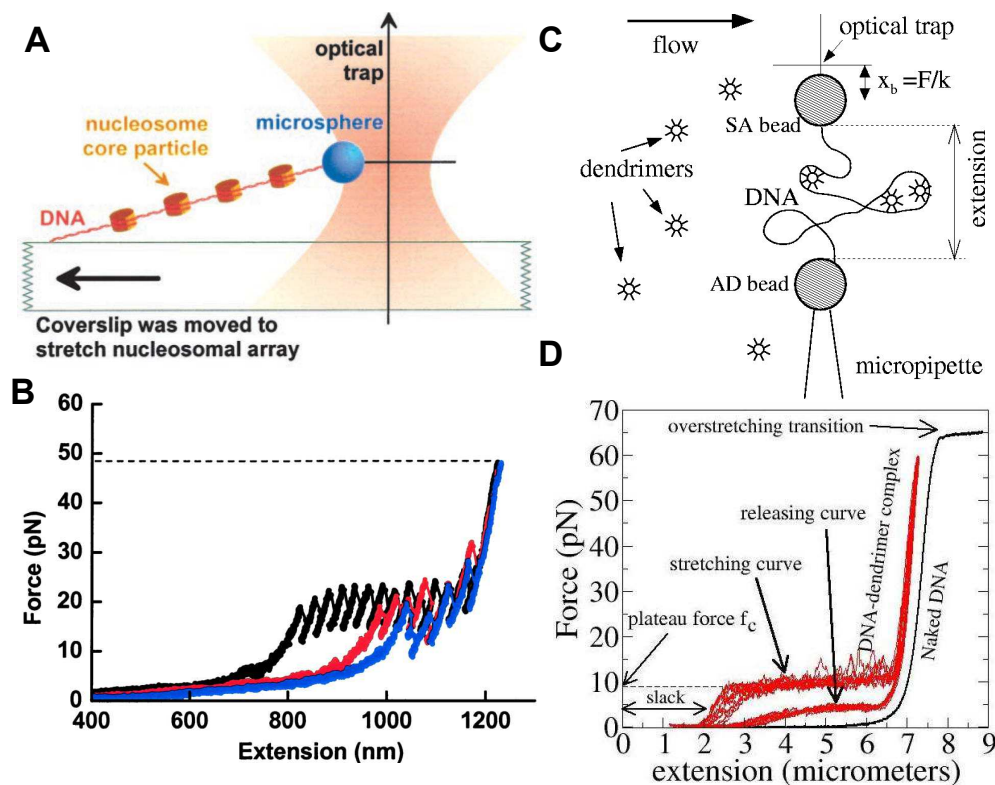 A
optical
trap
nucleosome
core particle
microsphere
DNA
Coverslip was moved to
stretch nucleosomal array
B
60
50
40
30
20
10
0
Force (pN)
400
600
800
1000
1200
Extension (nm)
C
flow
optical trap
x_b =F/k
SA bead
dendrimers
DNA
extension
AD bead
micropipette
D
70
60
50
40
30
20
10
0
Force (pN)
overstretching transition
releasing curve
stretching curve
plateau force f_c
slack
DNA-dendrimer complex
Naked DNA
0 1 2 3 4 5 6 7 8 9
extension (micrometers)